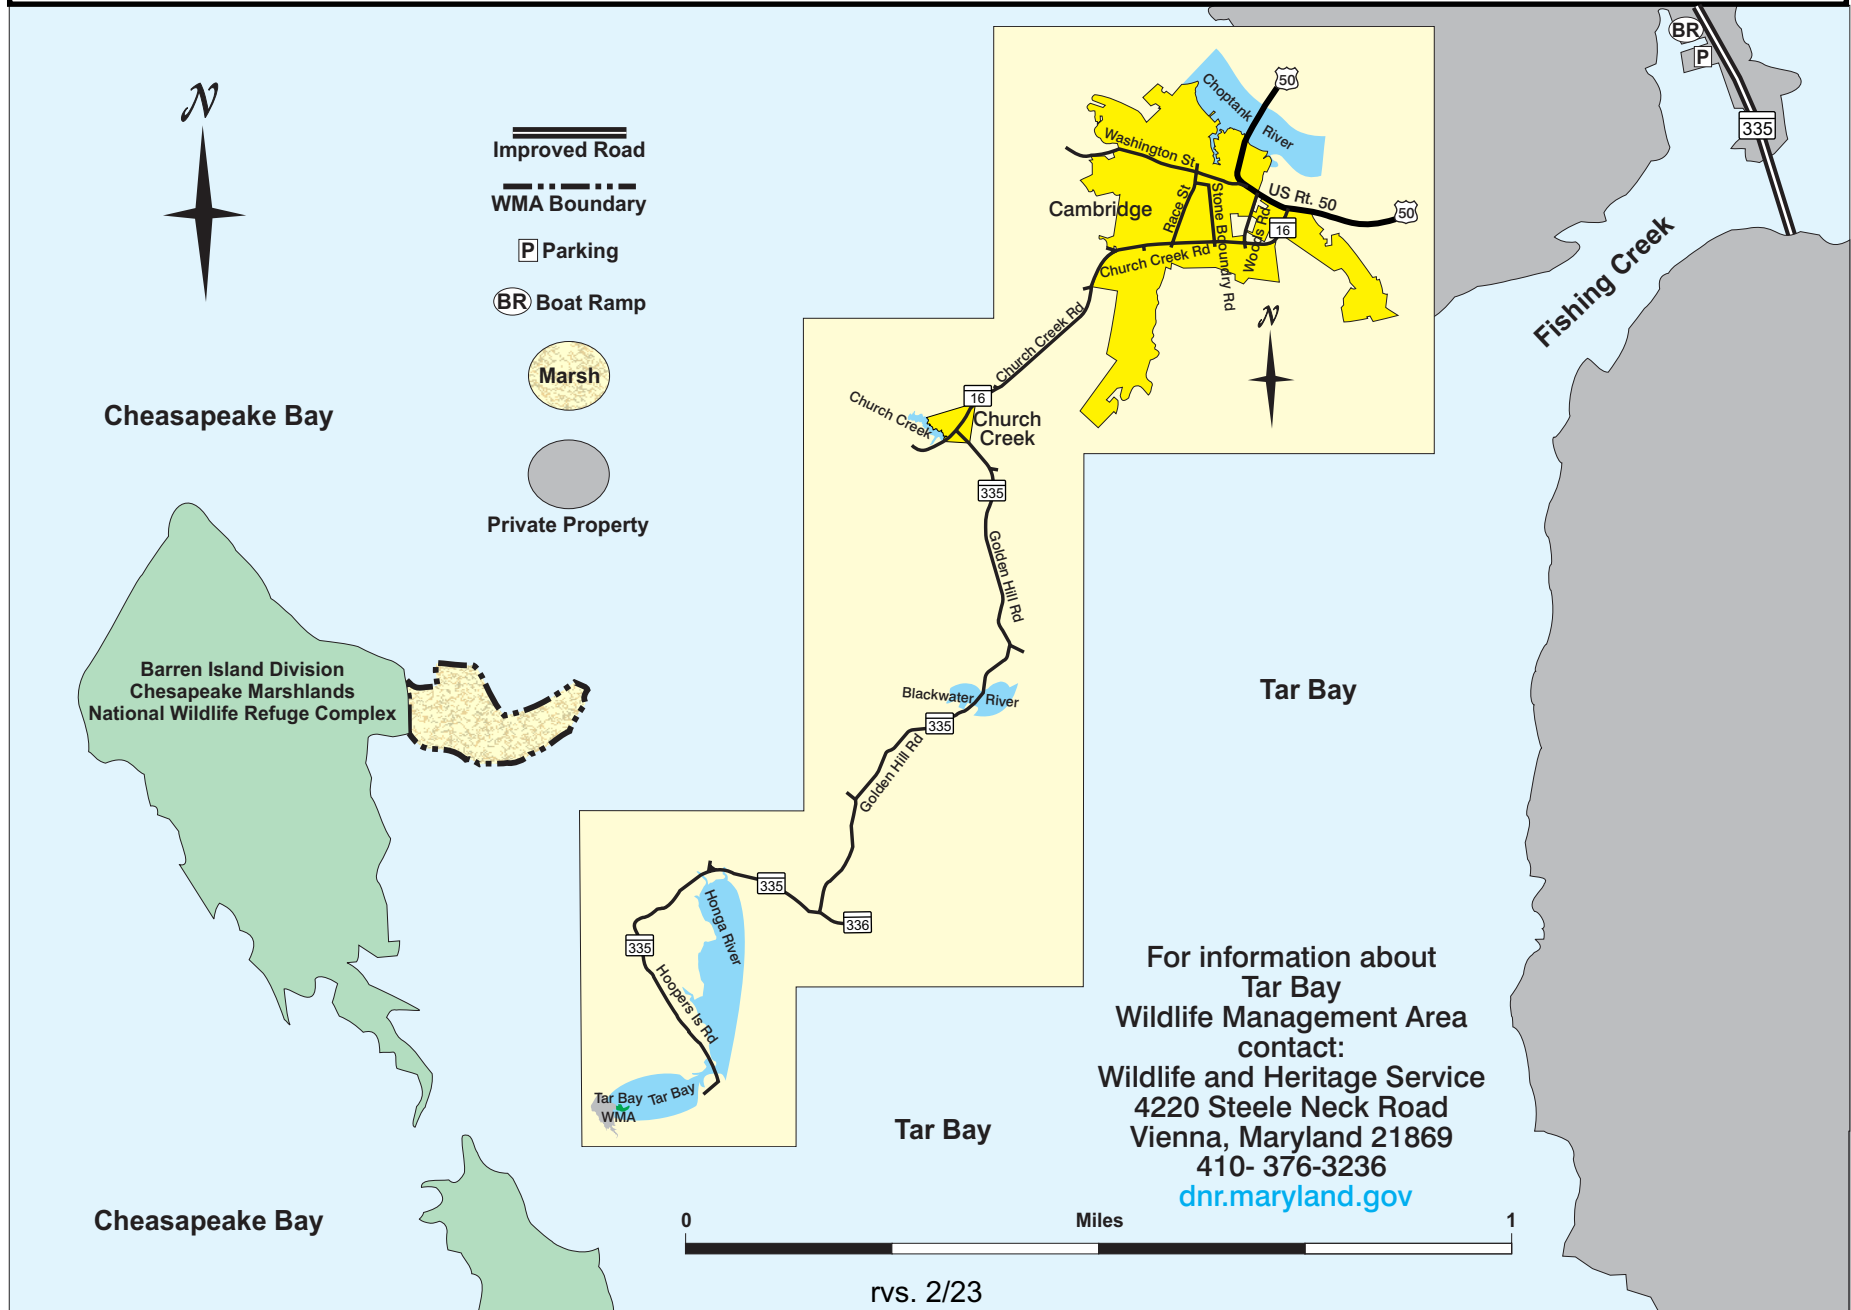 N
Improved Road
WMA Boundary
P Parking
BR Boat Ramp
Marsh
Private Property
Cheasapeake Bay
Barren Island Division
Chesapeake Marshlands
National Wildlife Refuge Complex
Cheasapeake Bay
50
Choptank
River
Washington St
Cambridge
Race St
Stone Boundry Rd
Woods Rd
US Rt. 50
50
16
Church Creek Rd
N
Church Creek Rd
16
Church Creek
Church
Creek
335
Golden Hill Rd
Blackwater River
335
Golden Hill Rd
335
336
335
Honga River
Hoopers Is Rd
Tar Bay
WMA
Tar Bay
BR
P
335
Fishing Creek
Tar Bay
Tar Bay
For information about
Tar Bay
Wildlife Management Area
contact:
Wildlife and Heritage Service
4220 Steele Neck Road
Vienna, Maryland 21869
410- 376-3236
dnr.maryland.gov
0 Miles 1
rvs. 2/23